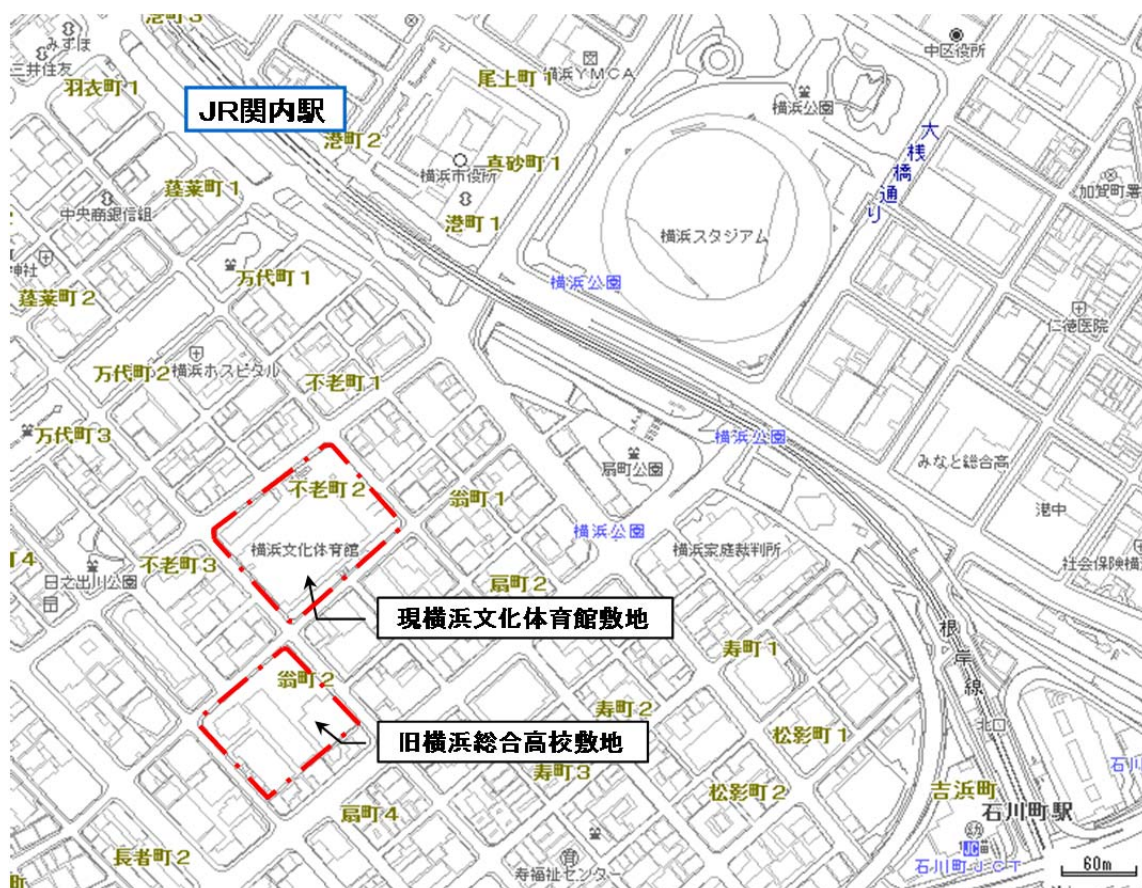 港町3
みずほ
三井住友
羽衣町1
JR関内駅
尾上町1
横浜YMCA
中区役所
横浜公園
港町2
大桟橋通り
横浜市役所
真砂町1
蓬莱町1
加賀町署
中央商銀信組
港町1
横浜スタジアム
神社
万代町1
横浜公園
蓬莱町2
仁徳医院
横浜ホスピタル
万代町2
不老町1
万代町3
横浜公園
扇町公園
みなと総合高
不老町2
翁町1
港中
横浜公園
横浜文化体育館
横浜家庭裁判所
町4
不老町3
日之出川公園
扇町2
社会保険横
現横浜文化体育館敷地
根岸線
寿町1
翁町2
寿町2
北口
旧横浜総合高校敷地
松影町1
寿町3
石川
吉浜町
松影町2
扇町4
石川町駅
長者町2
JC
石川町JCT
寿福祉センター
60m
町